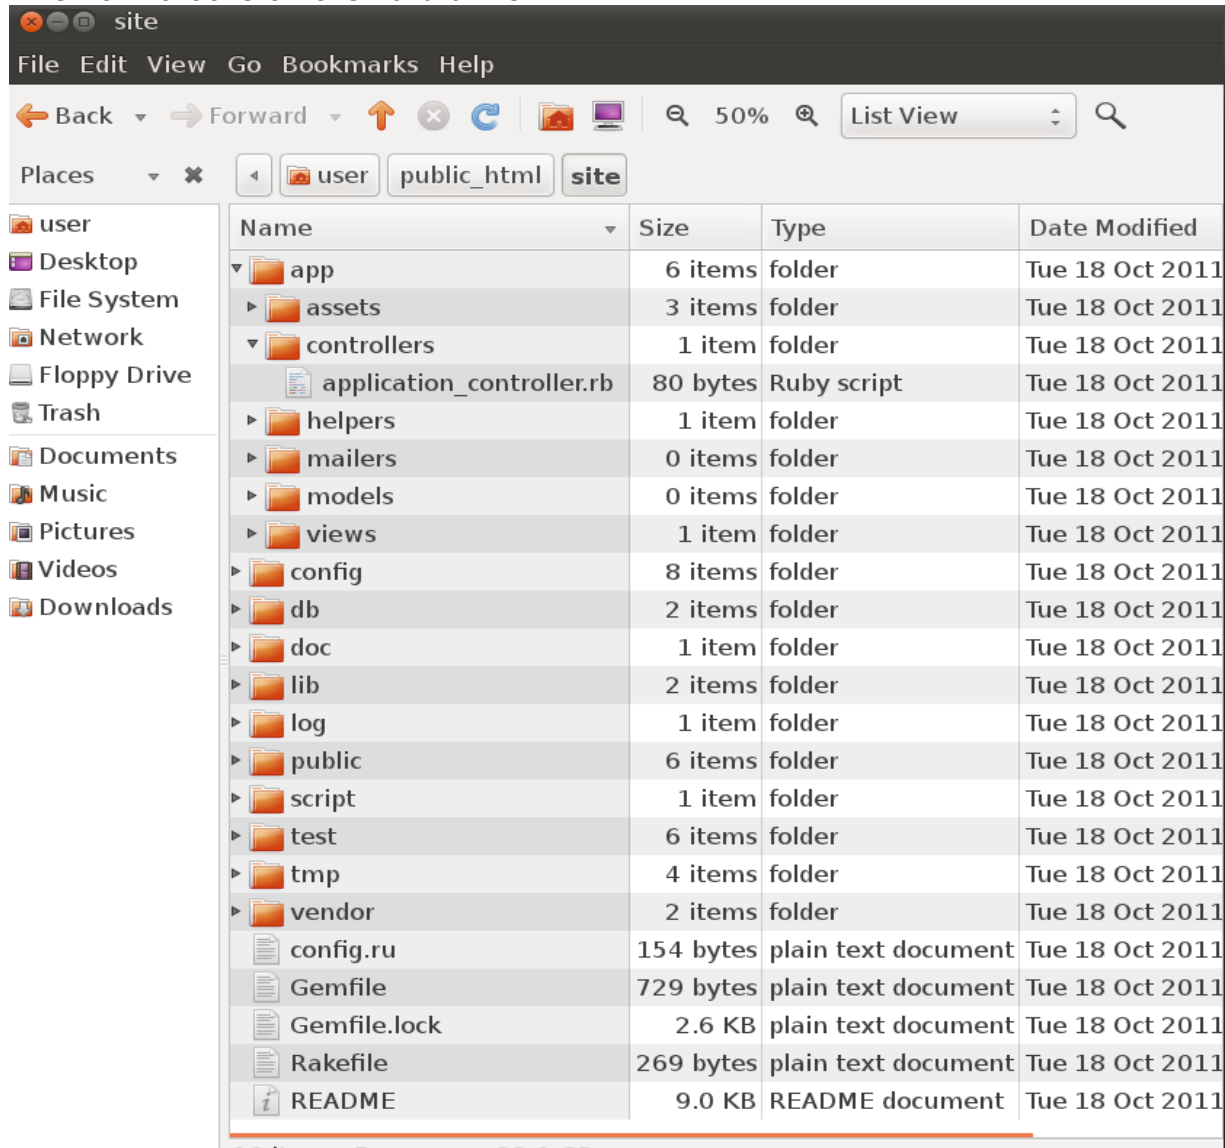 site
File Edit View Go Bookmarks Help
Back Forward 50% List View
Places user public_html site
user
Desktop
File System
Network
Floppy Drive
Trash
Documents
Music
Pictures
Videos
Downloads
Name Size Type Date Modified
app 6 items folder Tue 18 Oct 2011
assets 3 items folder Tue 18 Oct 2011
controllers 1 item folder Tue 18 Oct 2011
application_controller.rb 80 bytes Ruby script Tue 18 Oct 2011
helpers 1 item folder Tue 18 Oct 2011
mailers 0 items folder Tue 18 Oct 2011
models 0 items folder Tue 18 Oct 2011
views 1 item folder Tue 18 Oct 2011
config 8 items folder Tue 18 Oct 2011
db 2 items folder Tue 18 Oct 2011
doc 1 item folder Tue 18 Oct 2011
lib 2 items folder Tue 18 Oct 2011
log 1 item folder Tue 18 Oct 2011
public 6 items folder Tue 18 Oct 2011
script 1 item folder Tue 18 Oct 2011
test 6 items folder Tue 18 Oct 2011
tmp 4 items folder Tue 18 Oct 2011
vendor 2 items folder Tue 18 Oct 2011
config.ru 154 bytes plain text document Tue 18 Oct 2011
Gemfile 729 bytes plain text document Tue 18 Oct 2011
Gemfile.lock 2.6 KB plain text document Tue 18 Oct 2011
Rakefile 269 bytes plain text document Tue 18 Oct 2011
README 9.0 KB README document Tue 18 Oct 2011